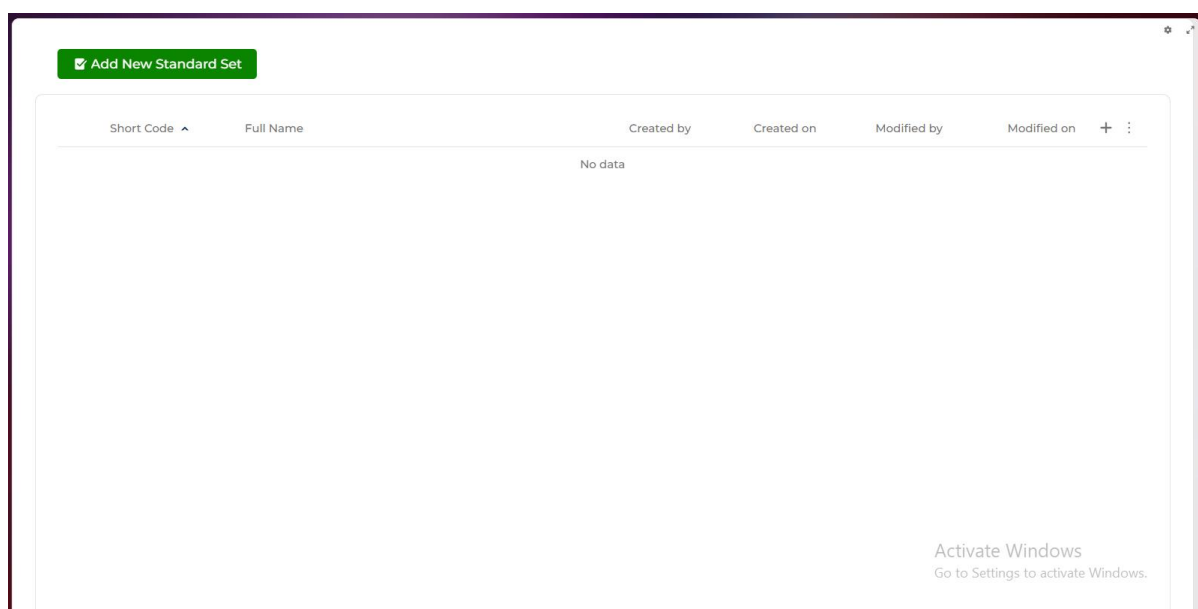 Add New Standard Set
Short Code Full Name Created by Created on Modified by Modified on
No data
Activate Windows
Go to Settings to activate Windows.